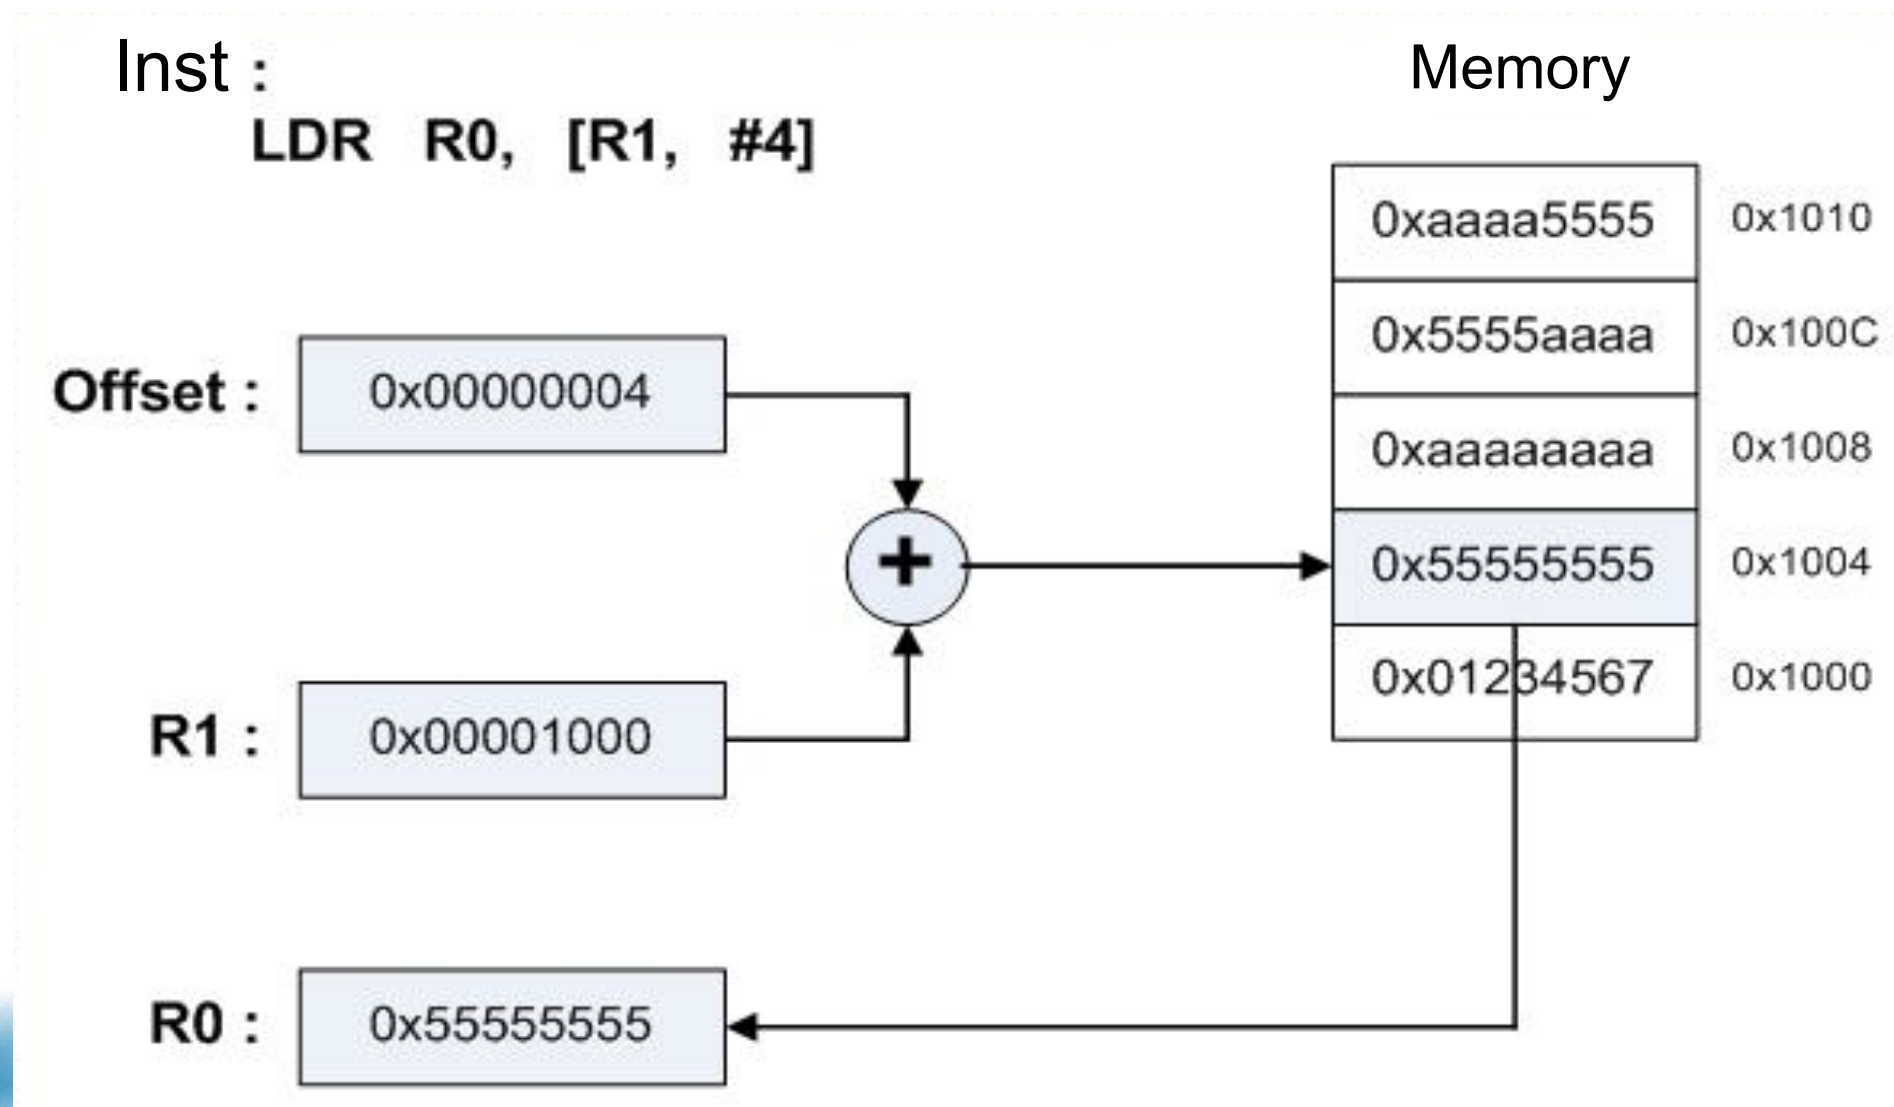 Inst :
LDR R0, [R1, #4]
Memory
0xaaaa5555 0x1010
0x5555aaaa 0x100C
Offset : 0x00000004
0xaaaaaaaa 0x1008
+
0x55555555 0x1004
0x01234567 0x1000
R1 : 0x00001000
R0 : 0x55555555